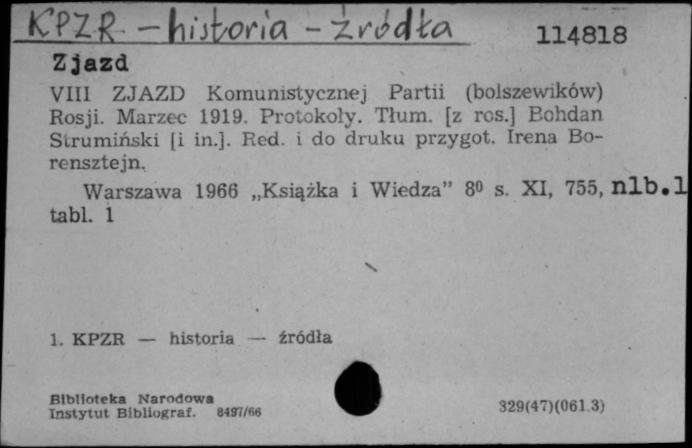 KPZR - historia - źródła
114818
Zjazd
VIII ZJAZD Komunistycznej Partii (bolszewików)
Rosji. Marzec 1919. Protokoły. Tłum. [z ros.] Bohdan
Strumiński [i in.]. Red. i do druku przygot. Irena Bo-
rensztejn.
Warszawa 1966 „Książka i Wiedza” 8⁰ s. XI, 755, nlb.1
tabl. 1
1. KPZR — historia — źródła
Biblioteka Narodowa
Instytut Bibliograf. 8497/66
329(47)(061.3)